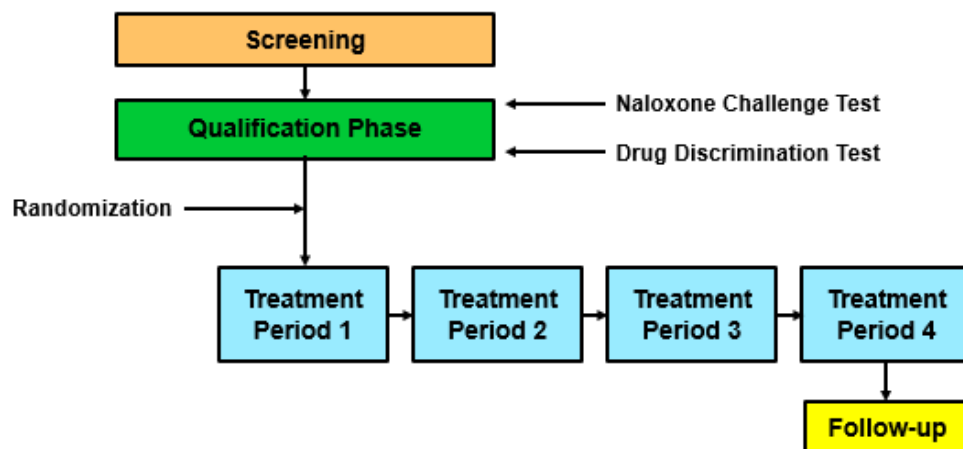 Screening
Naloxone Challenge Test
Qualification Phase
Drug Discrimination Test
Randomization
Treatment
Period 1
Treatment
Period 2
Treatment
Period 3
Treatment
Period 4
Follow-up